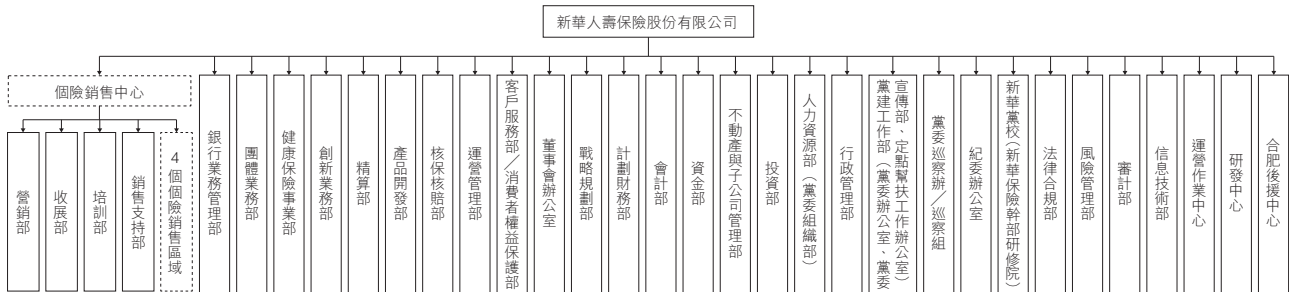 新華人壽保險股份有限公司
個險銷售中心
營銷部
收展部
培訓部
銷售支持部
4個個險銷售區域
銀行業務管理部
團體業務部
健康保險事業部
創新業務部
精算部
產品開發部
核保核賠部
運營管理部
客戶服務部／消費者權益保護部
董事會辦公室
戰略規劃部
計劃財務部
會計部
資金部
不動產與子公司管理部
投資部
人力資源部（黨委組織部）
行政管理部
黨建工作部（黨委辦公室、黨委
宣傳部、定點幫扶工作辦公室）
黨委巡察辦／巡察組
紀委辦公室
新華黨校（新華保險幹部研修院）
法律合規部
風險管理部
審計部
信息技術部
運營作業中心
研發中心
合肥後援中心